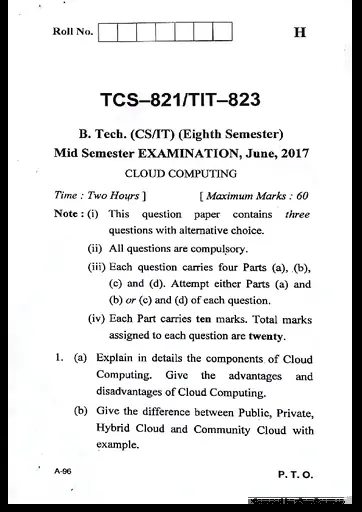 Roll No.
H
TCS–821/TIT–823
B. Tech. (CS/IT) (Eighth Semester)
Mid Semester EXAMINATION, June, 2017
CLOUD COMPUTING
Time : Two Hours ] [ Maximum Marks : 60
Note : (i) This question paper contains three
questions with alternative choice.
(ii) All questions are compulsory.
(iii) Each question carries four Parts (a), (b),
(c) and (d). Attempt either Parts (a) and
(b) or (c) and (d) of each question.
(iv) Each Part carries ten marks. Total marks
assigned to each question are twenty.
1. (a) Explain in details the components of Cloud
Computing. Give the advantages and
disadvantages of Cloud Computing.
(b) Give the difference between Public, Private,
Hybrid Cloud and Community Cloud with
example.
A-96
P. T. O.